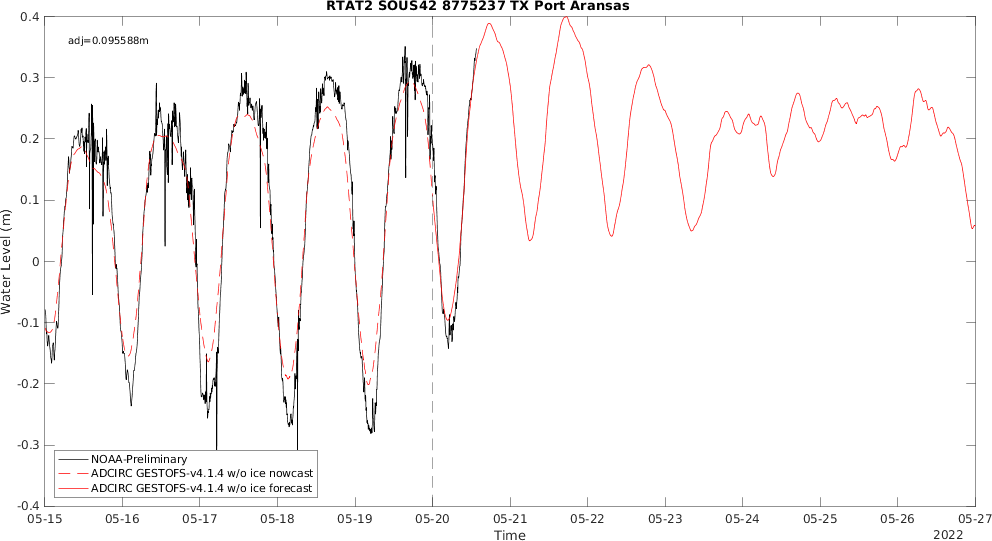 RTAT2 SOUS42 8775237 TX Port Aransas
adj=0.095588m
0.4
0.3
0.2
0.1
0
-0.1
-0.2
-0.3
-0.4
Water Level (m)
NOAA-Preliminary
ADCIRC GESTOFS-v4.1.4 w/o ice nowcast
ADCIRC GESTOFS-v4.1.4 w/o ice forecast
05-15 05-16 05-17 05-18 05-19 05-20 05-21 05-22 05-23 05-24 05-25 05-26 05-27
Time
2022